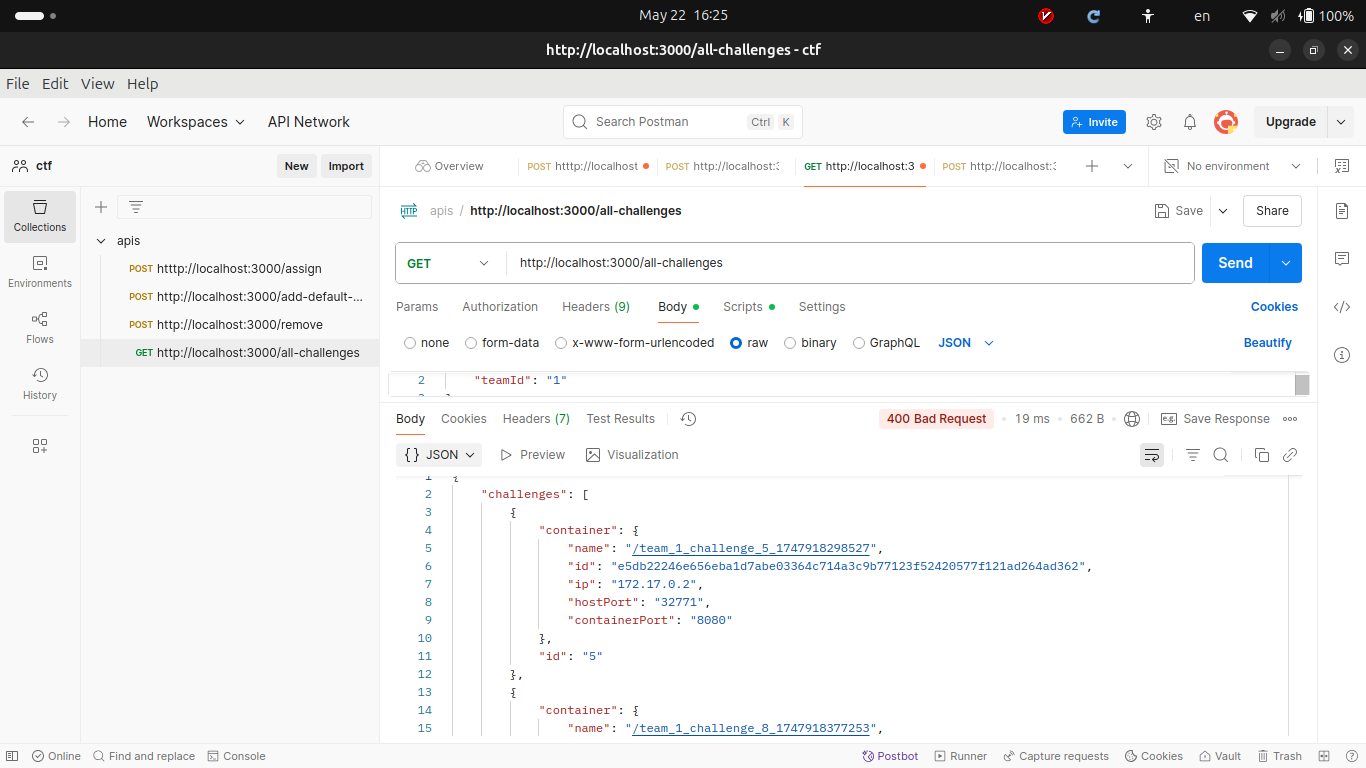 May 22 16:25
en
100%
http://localhost:3000/all-challenges - ctf
File Edit View Help
Home Workspaces API Network
Search Postman Ctrl K
Invite
Upgrade
ctf
New Import
Overview
POST htttp://localhost
POST http://localhost:3
GET http://localhost:3
POST http://localhost:3
No environment
Collections
Environments
Flows
History
apis
POST htttp://localhost:3000/assign
POST http://localhost:3000/add-default-...
POST http://localhost:3000/remove
GET http://localhost:3000/all-challenges
HTTP apis / http://localhost:3000/all-challenges
Save Share
GET http://localhost:3000/all-challenges
Send
Params Authorization Headers (9) Body Scripts Settings
Cookies
none form-data x-www-form-urlencoded raw binary GraphQL JSON
Beautify
2 "teamId": "1"
Body Cookies Headers (7) Test Results
400 Bad Request 19 ms 662 B e.g. Save Response
{} JSON Preview Visualization
1 {
2 "challenges": [
3 {
4 "container": {
5 "name": "/team_1_challenge_5_1747918298527",
6 "id": "e5db22246e656eba1d7abe03364c714a3c9b77123f52420577f121ad264ad362",
7 "ip": "172.17.0.2",
8 "hostPort": "32771",
9 "containerPort": "8080"
10 },
11 "id": "5"
12 },
13 {
14 "container": {
15 "name": "/team_1_challenge_8_1747918377253",
Online Find and replace Console
Postbot Runner Capture requests Cookies Vault Trash